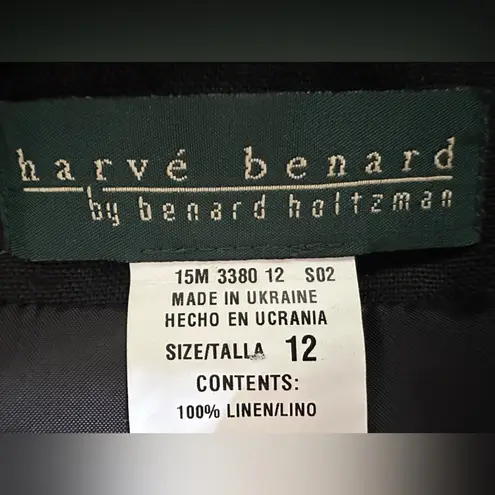 harvé benard
by benard holtzman
15M 3380 12 S02
MADE IN UKRAINE
HECHO EN UCRANIA
SIZE/TALLA 12
CONTENTS:
100% LINEN/LINO